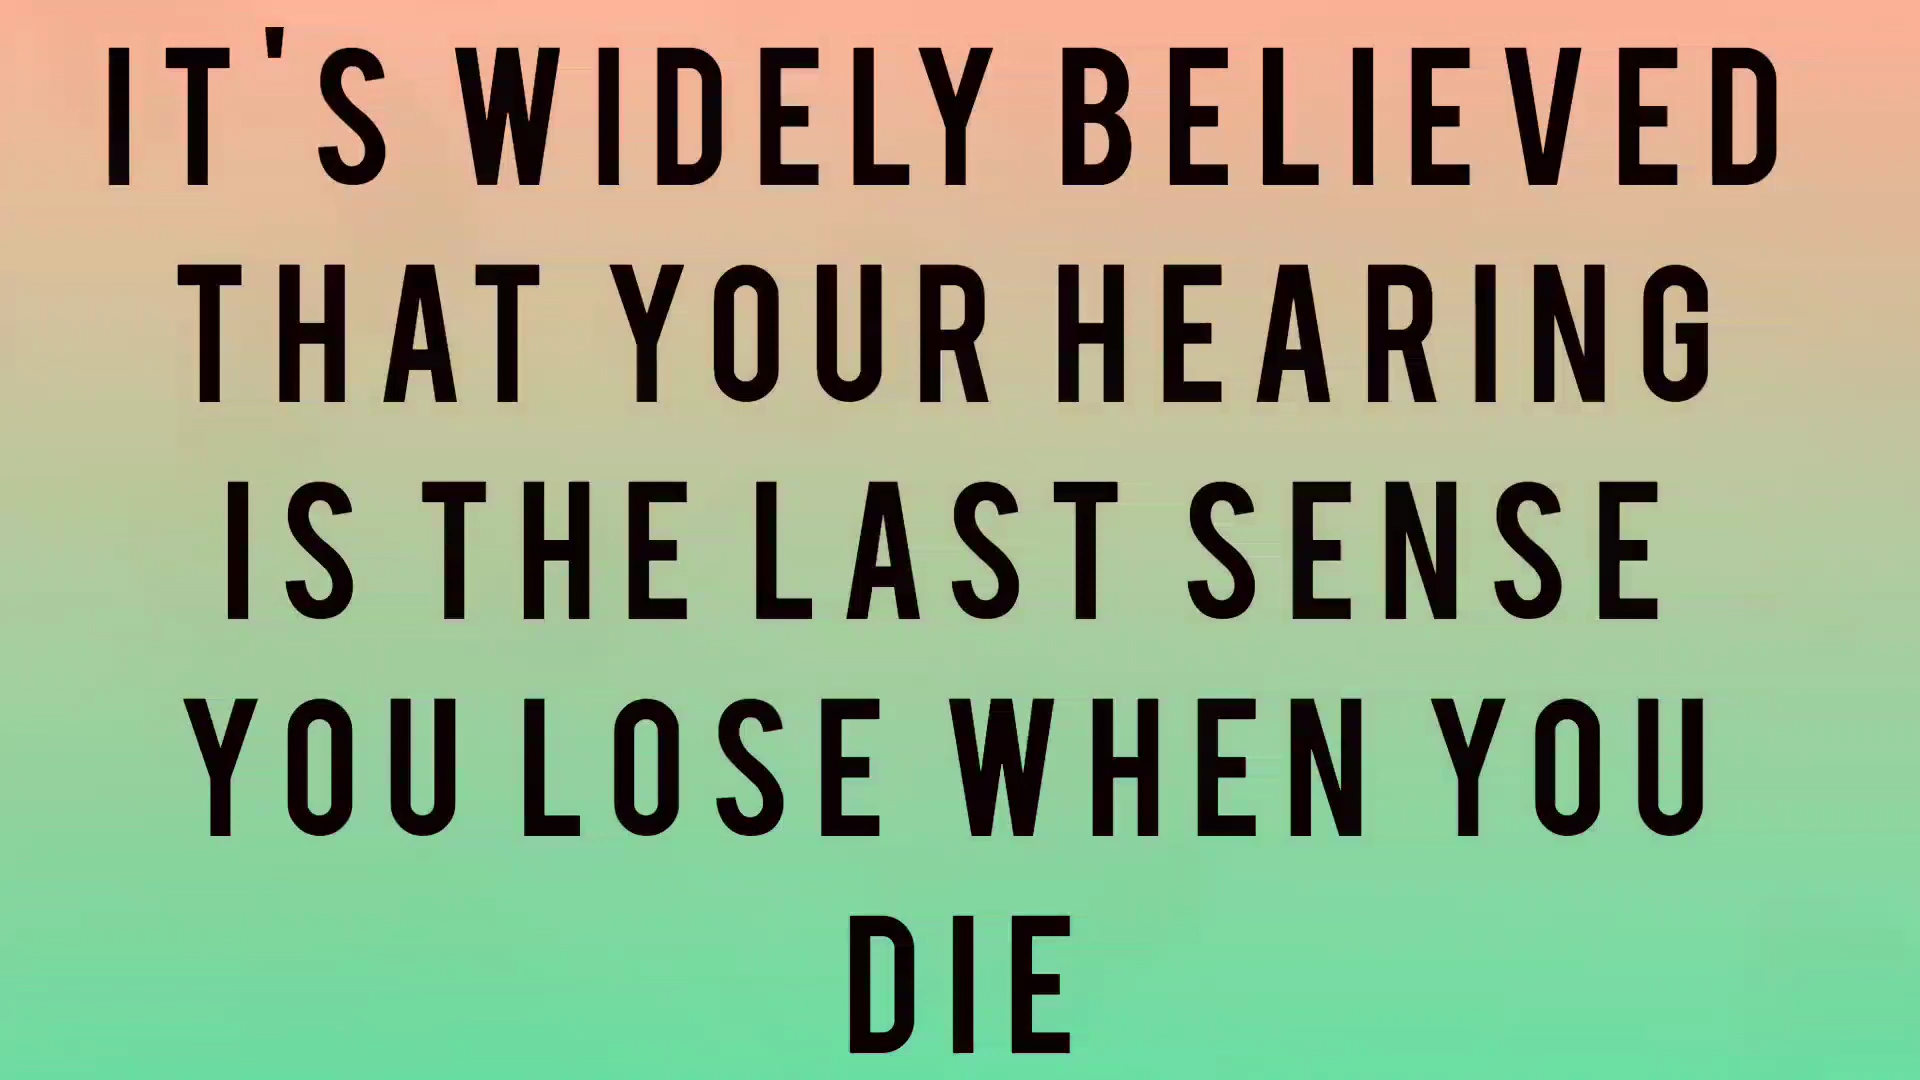 IT'S WIDELY BELIEVED
THAT YOUR HEARING
IS THE LAST SENSE
YOU LOSE WHEN YOU
DIE